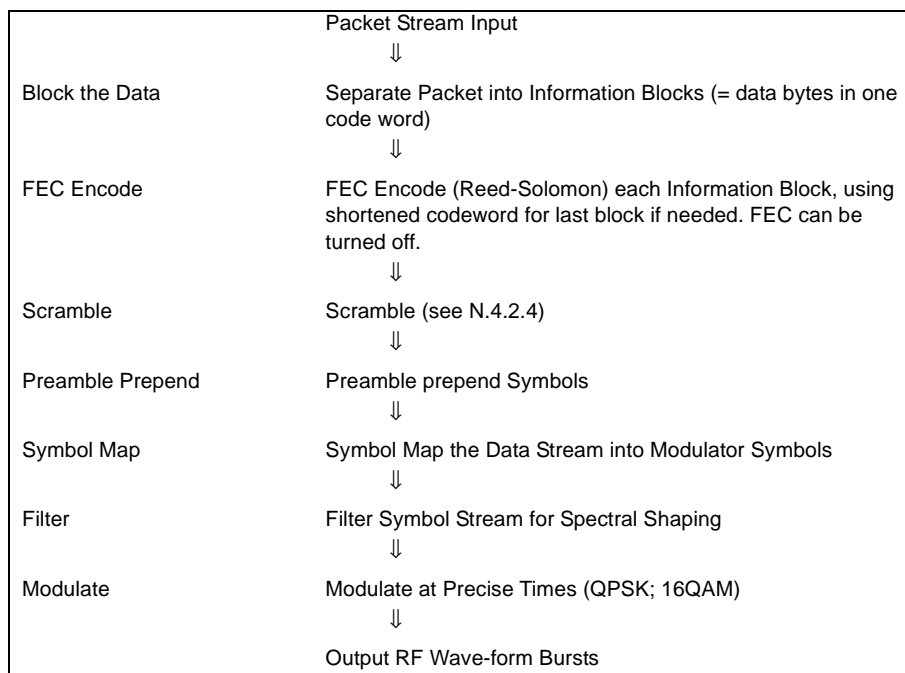 Packet Stream Input
⇓
Block the Data Separate Packet into Information Blocks (= data bytes in one
code word)
⇓
FEC Encode FEC Encode (Reed-Solomon) each Information Block, using
shortened codeword for last block if needed. FEC can be
turned off.
⇓
Scramble Scramble (see N.4.2.4)
⇓
Preamble Prepend Preamble prepend Symbols
⇓
Symbol Map Symbol Map the Data Stream into Modulator Symbols
⇓
Filter Filter Symbol Stream for Spectral Shaping
⇓
Modulate Modulate at Precise Times (QPSK; 16QAM)
⇓
Output RF Wave-form Bursts